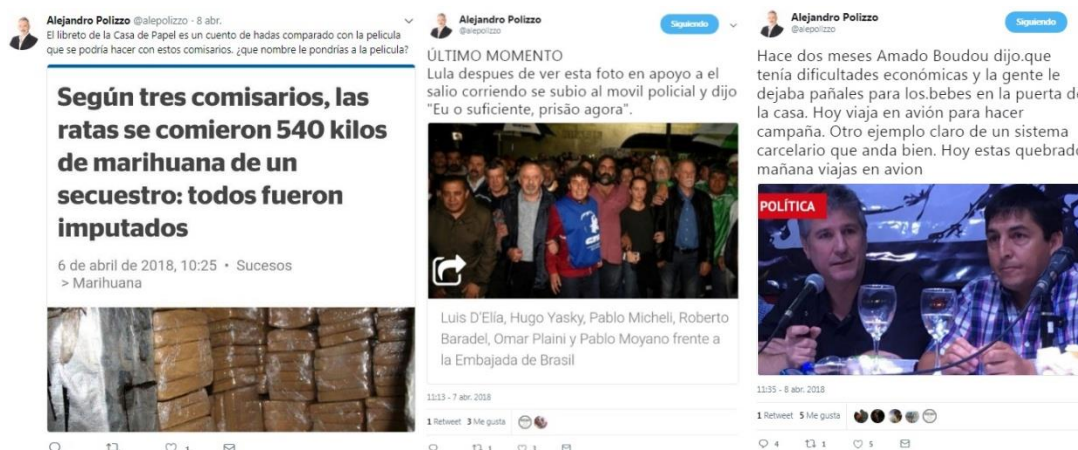 Alejandro Polizzo @alepolizzo · 8 abr.
El libreto de la Casa de Papel es un cuento de hadas comparado con la pelicula
que se podría hacer con estos comisarios. ¿que nombre le pondrías a la película?
Según tres comisarios, las
ratas se comieron 540 kilos
de marihuana de un
secuestro: todos fueron
imputados
6 de abril de 2018, 10:25 • Sucesos
> Marihuana
1
Alejandro Polizzo
@alepolizzo
Siguiendo
ÚLTIMO MOMENTO
Lula despues de ver esta foto en apoyo a el
salio corriendo se subio al movil policial y dijo
"Eu o suficiente, prisão agora".
Luis D'Elía, Hugo Yasky, Pablo Micheli, Roberto
Baradel, Omar Plaini y Pablo Moyano frente a
la Embajada de Brasil
11:13 - 7 abr. 2018
1 Retweet 3 Me gusta
1 3
Alejandro Polizzo
@alepolizzo
Siguiendo
Hace dos meses Amado Boudou dijo.que
tenía dificultades económicas y la gente le
dejaba pañales para los.bebes en la puerta de
la casa. Hoy viaja en avión para hacer
campaña. Otro ejemplo claro de un sistema
carcelario que anda bien. Hoy estas quebrado
mañana viajas en avion
POLÍTICA
11:35 - 8 abr. 2018
1 Retweet 5 Me gusta
4 1 5